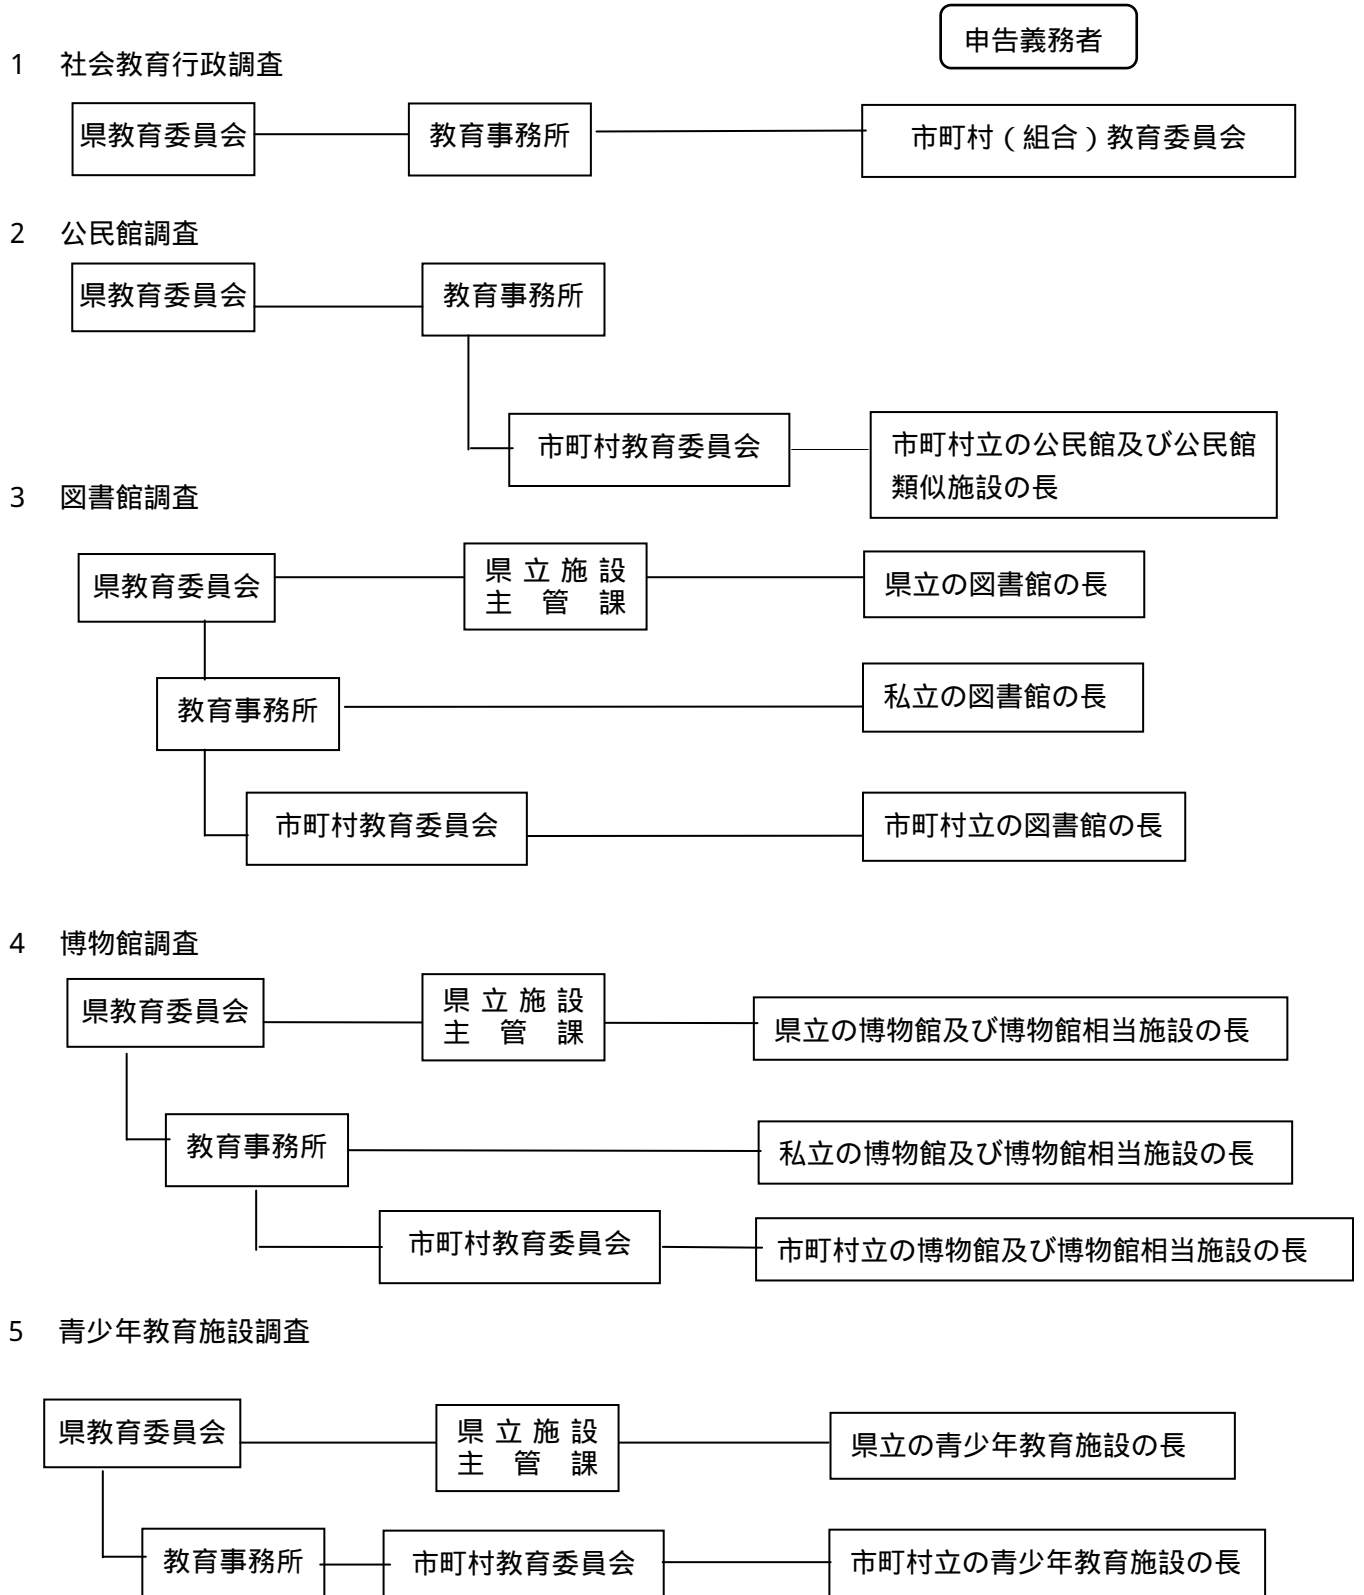 申告義務者
1 社会教育行政調査
県教育委員会 教育事務所 市町村（組合）教育委員会
2 公民館調査
県教育委員会 教育事務所
市町村教育委員会 市町村立の公民館及び公民館
類似施設の長
3 図書館調査
県教育委員会 県立施設 県立の図書館の長
主管課
教育事務所 私立の図書館の長
市町村教育委員会 市町村立の図書館の長
4 博物館調査
県教育委員会 県立施設 県立の博物館及び博物館相当施設の長
主管課
教育事務所 私立の博物館及び博物館相当施設の長
市町村教育委員会 市町村立の博物館及び博物館相当施設の長
5 青少年教育施設調査
県教育委員会 県立施設 県立の青少年教育施設の長
主管課
教育事務所 市町村教育委員会 市町村立の青少年教育施設の長